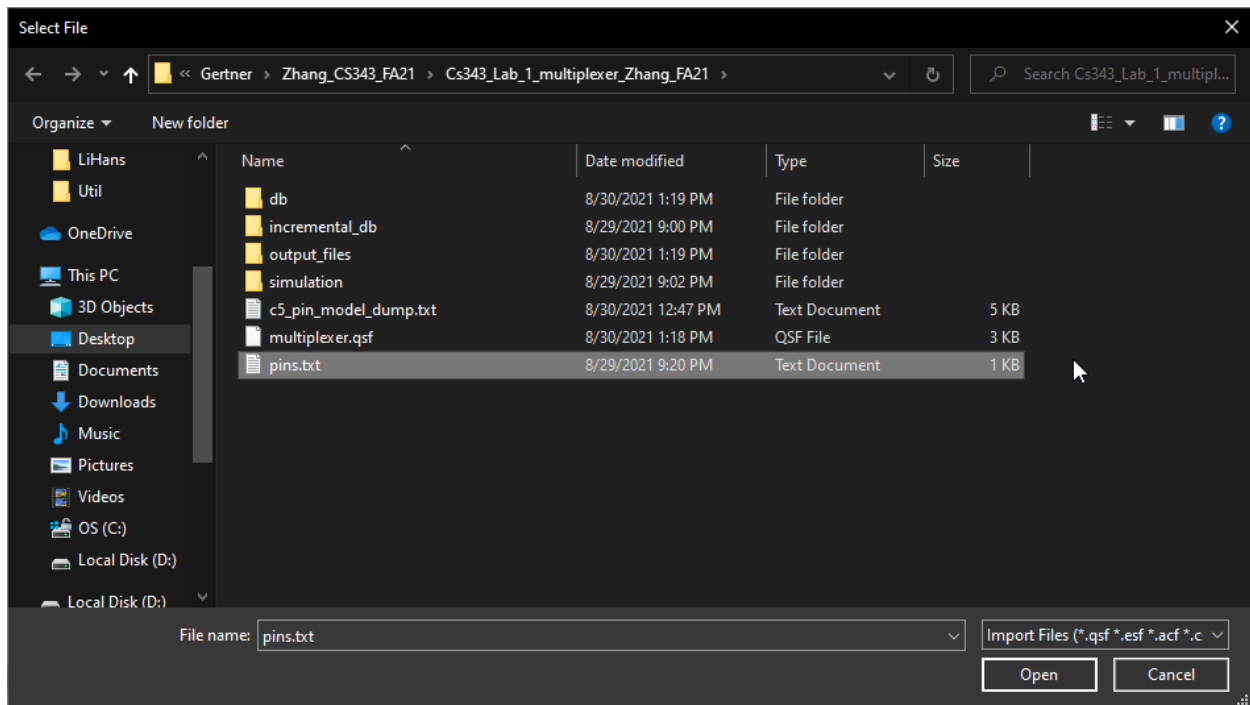 Select File
« Gertner › Zhang_CS343_FA21 › Cs343_Lab_1_multiplexer_Zhang_FA21 ›
Search Cs343_Lab_1_multipl...
Organize
New folder
LiHans
Util
OneDrive
This PC
3D Objects
Desktop
Documents
Downloads
Music
Pictures
Videos
OS (C:)
Local Disk (D:)
Local Disk (D:)
Name Date modified Type Size
db 8/30/2021 1:19 PM File folder
incremental_db 8/29/2021 9:00 PM File folder
output_files 8/30/2021 1:19 PM File folder
simulation 8/29/2021 9:02 PM File folder
c5_pin_model_dump.txt 8/30/2021 12:47 PM Text Document 5 KB
multiplexer.qsf 8/30/2021 1:18 PM QSF File 3 KB
pins.txt 8/29/2021 9:20 PM Text Document 1 KB
File name: pins.txt
Import Files (*.qsf *.esf *.acf *.c
Open Cancel